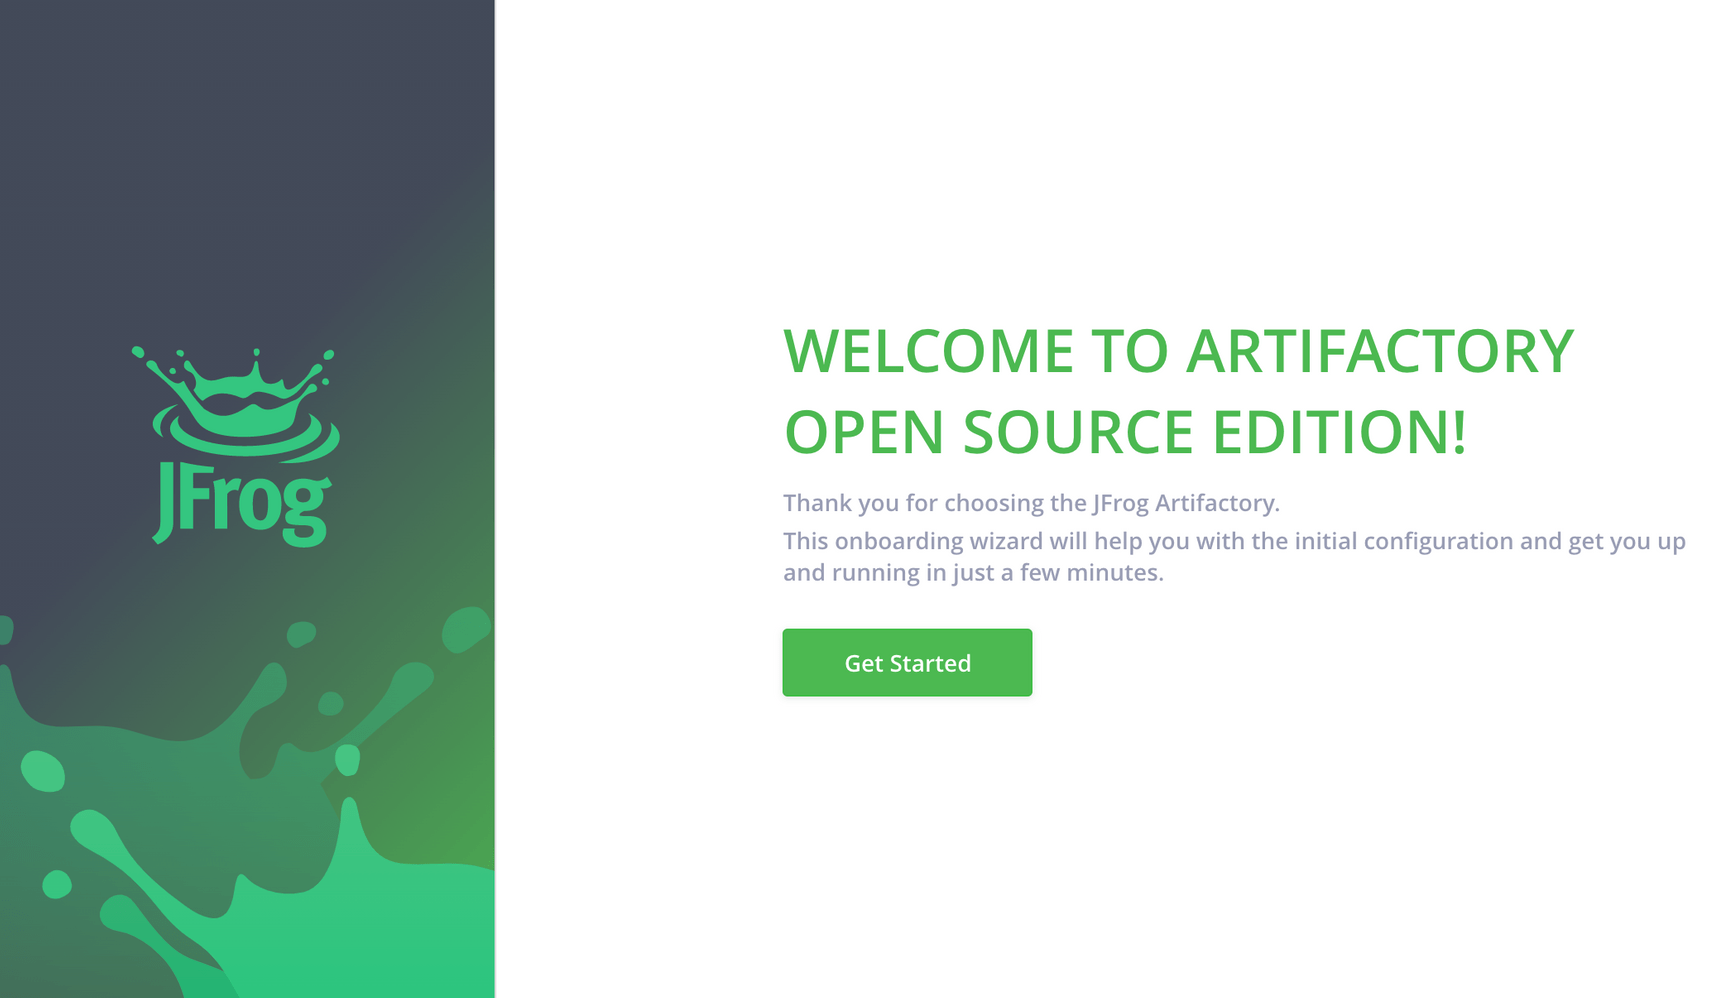 JFrog
WELCOME TO ARTIFACTORY
OPEN SOURCE EDITION!
Thank you for choosing the JFrog Artifactory.
This onboarding wizard will help you with the initial configuration and get you up
and running in just a few minutes.
Get Started